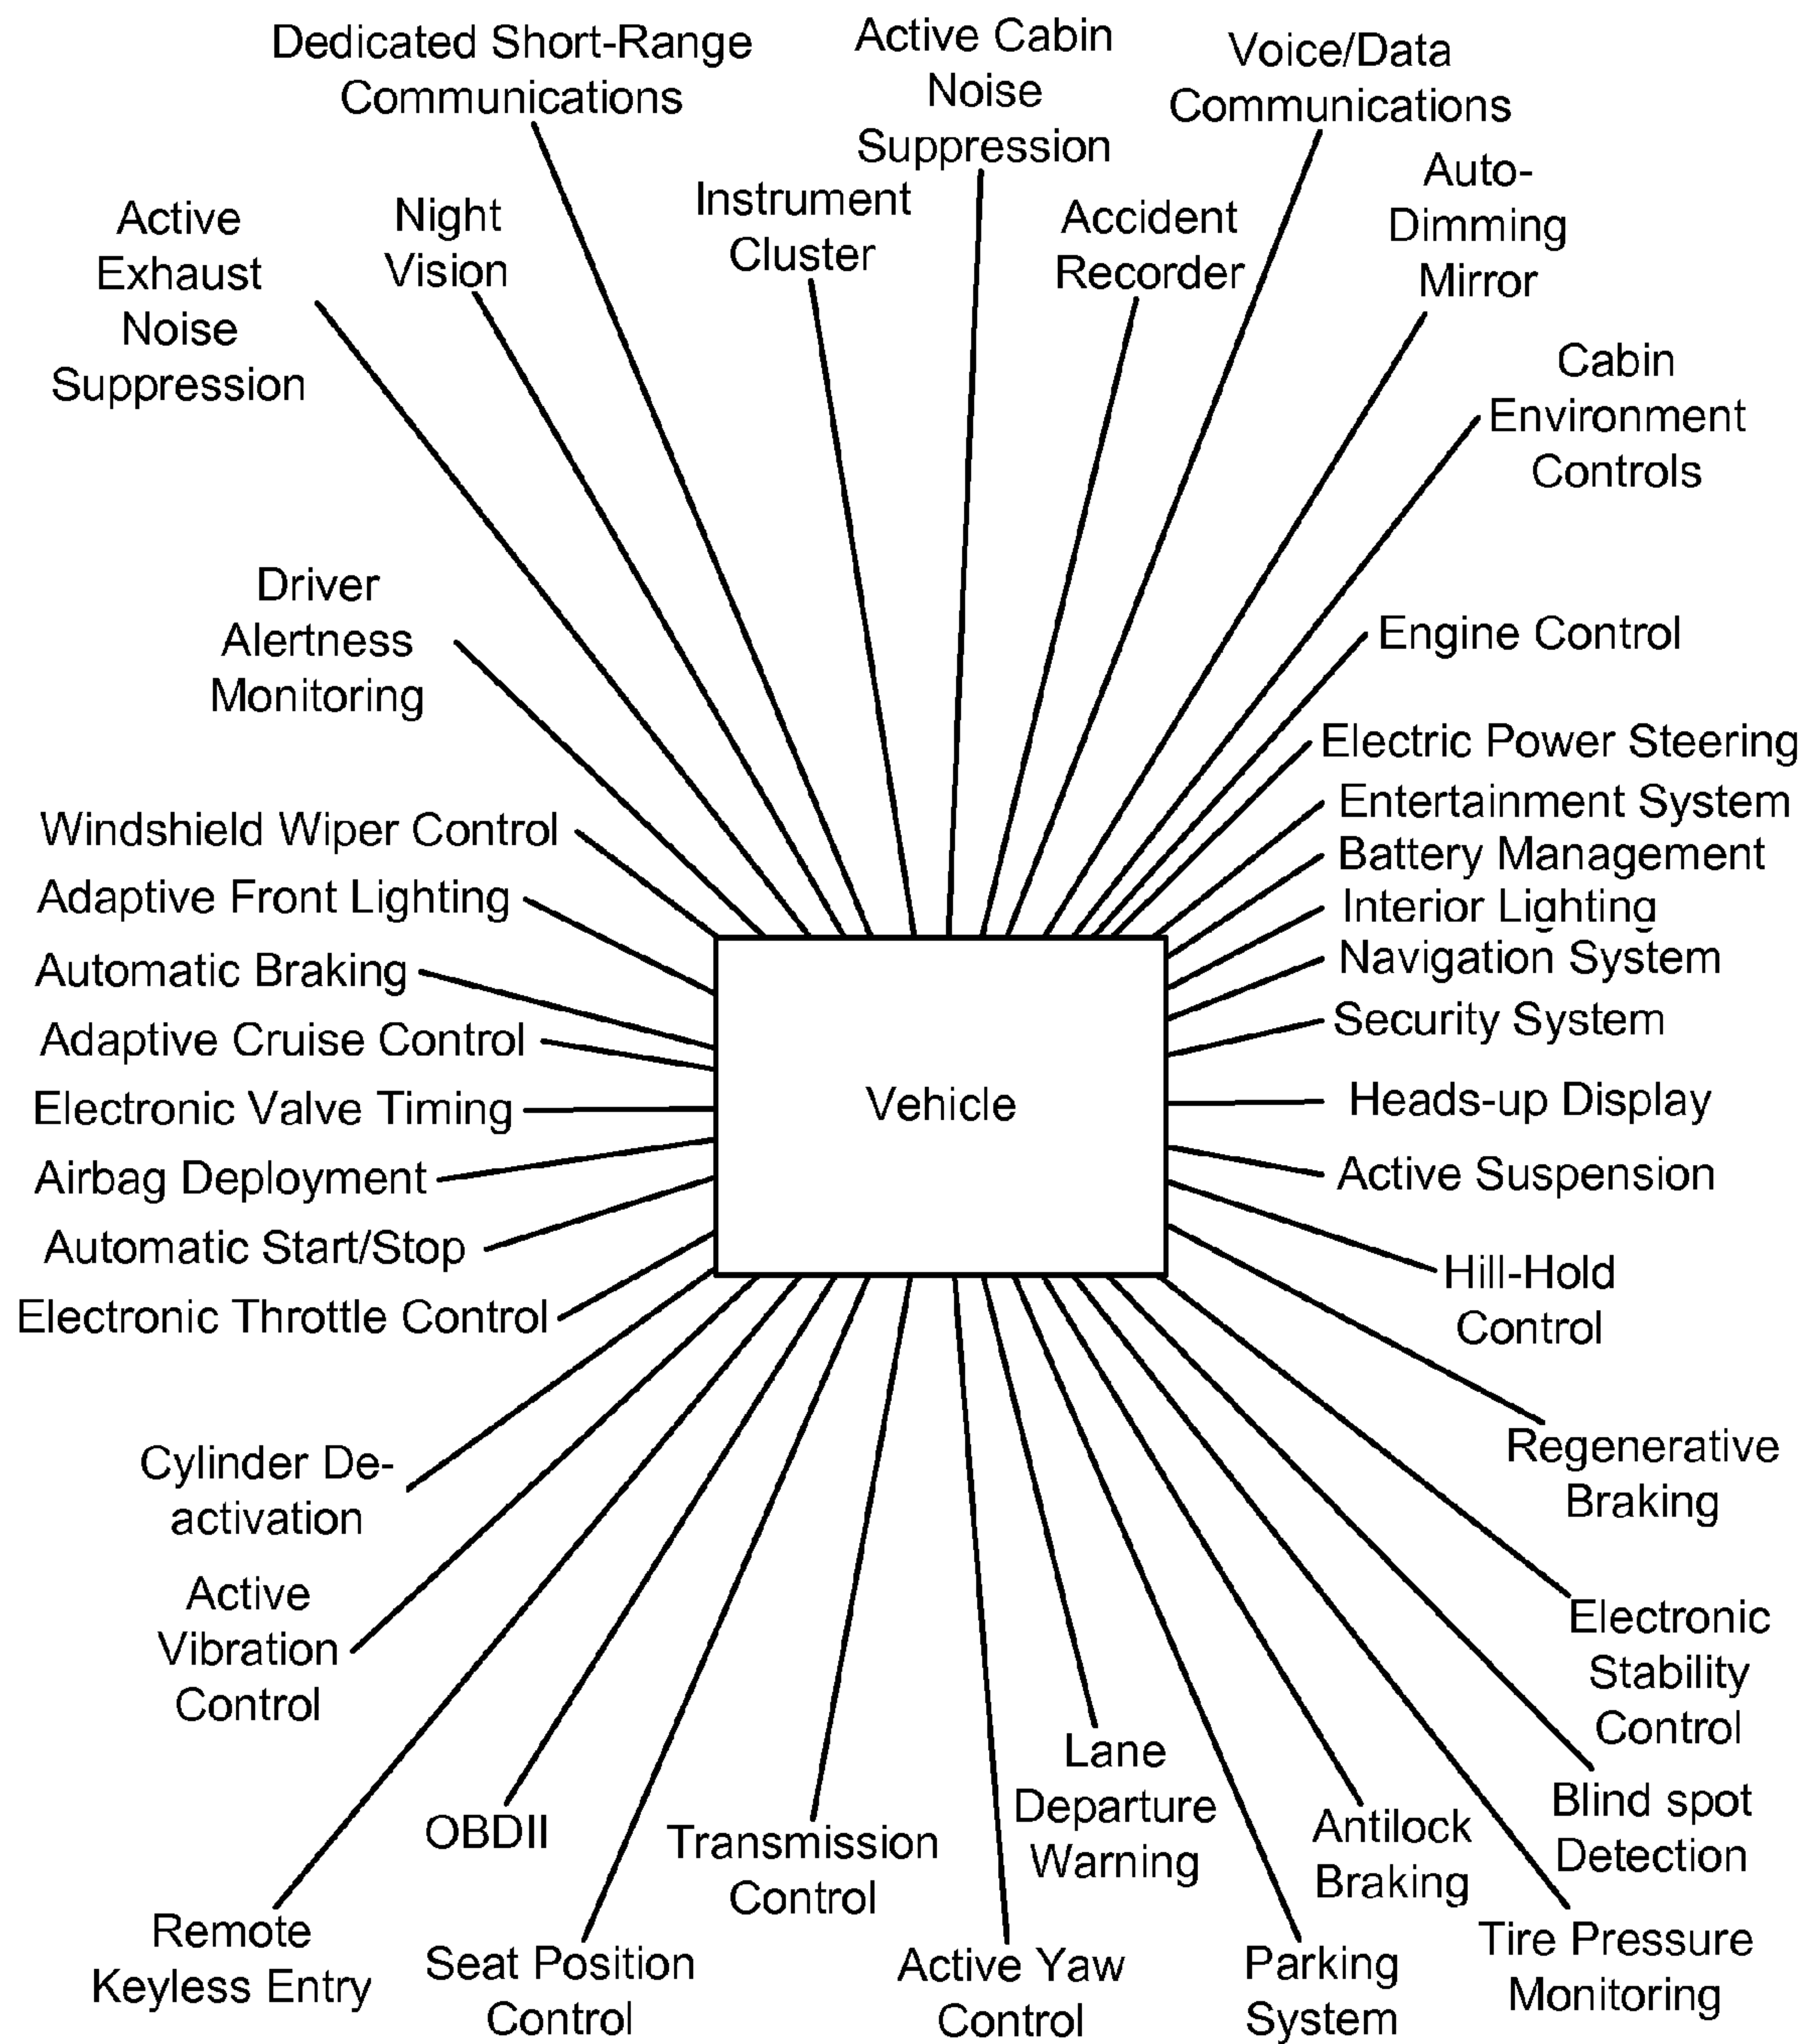 Dedicated Short-Range
Communications
Active Cabin
Noise
Suppression
Voice/Data
Communications
Auto-
Dimming
Mirror
Active
Exhaust
Noise
Suppression
Night
Vision
Instrument
Cluster
Accident
Recorder
Cabin
Environment
Controls
Driver
Alertness
Monitoring
Engine Control
Electric Power Steering
Entertainment System
Battery Management
Interior Lighting
Navigation System
Security System
Heads-up Display
Active Suspension
Hill-Hold
Control
Windshield Wiper Control
Adaptive Front Lighting
Automatic Braking
Adaptive Cruise Control
Electronic Valve Timing
Airbag Deployment
Automatic Start/Stop
Electronic Throttle Control
Vehicle
Cylinder De-
activation
Active
Vibration
Control
Regenerative
Braking
Electronic
Stability
Control
Blind spot
Detection
Remote
Keyless Entry
OBDII
Seat Position
Control
Transmission
Control
Active Yaw
Control
Lane
Departure
Warning
Parking
System
Antilock
Braking
Tire Pressure
Monitoring